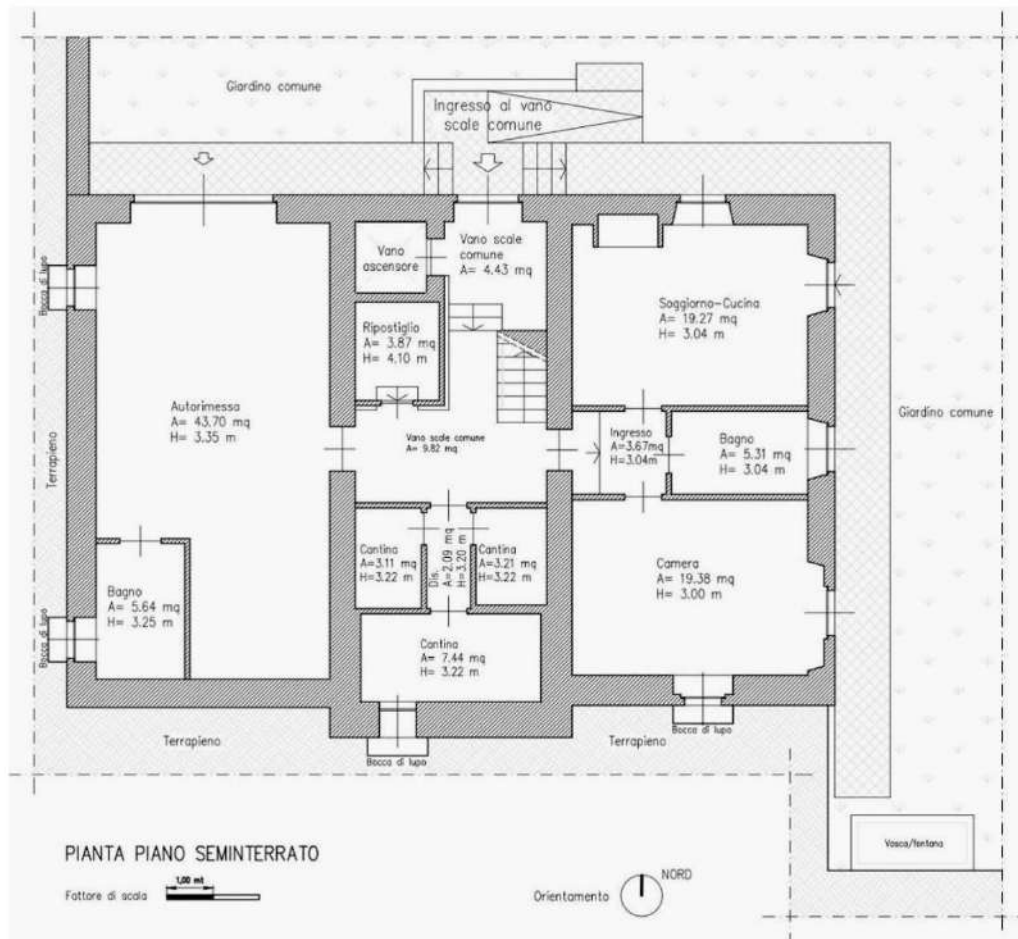 Giardino comune
Ingresso al vano
scale comune
Vano
ascensore
Vano scale
comune
A= 4.43 mq
Bocca di lupo
Ripostiglio
A= 3.87 mq
H= 4.10 m
Soggiorno-Cucina
A= 19.27 mq
H= 3.04 m
Autorimessa
A= 43.70 mq
H= 3.35 m
Terrapieno
Vano scale comune
A= 9.82 mq
Ingresso
A=3.67mq
H=3.04m
Bagno
A= 5.31 mq
H= 3.04 m
Giardino comune
Cantina
A=3.11 mq
H=3.22 m
Dis.
A=2.09 mq
H=3.20 m
Cantina
A=3.21 mq
H=3.22 m
Camera
A= 19.38 mq
H= 3.00 m
Bagno
A= 5.64 mq
H= 3.25 m
Bocca di lupo
Cantina
A= 7.44 mq
H= 3.22 m
Terrapieno
Bocca di lupo
Terrapieno
Bocca di lupo
PIANTA PIANO SEMINTERRATO
Fattore di scala
1,00 mt
Orientamento
NORD
Vasca/fontana